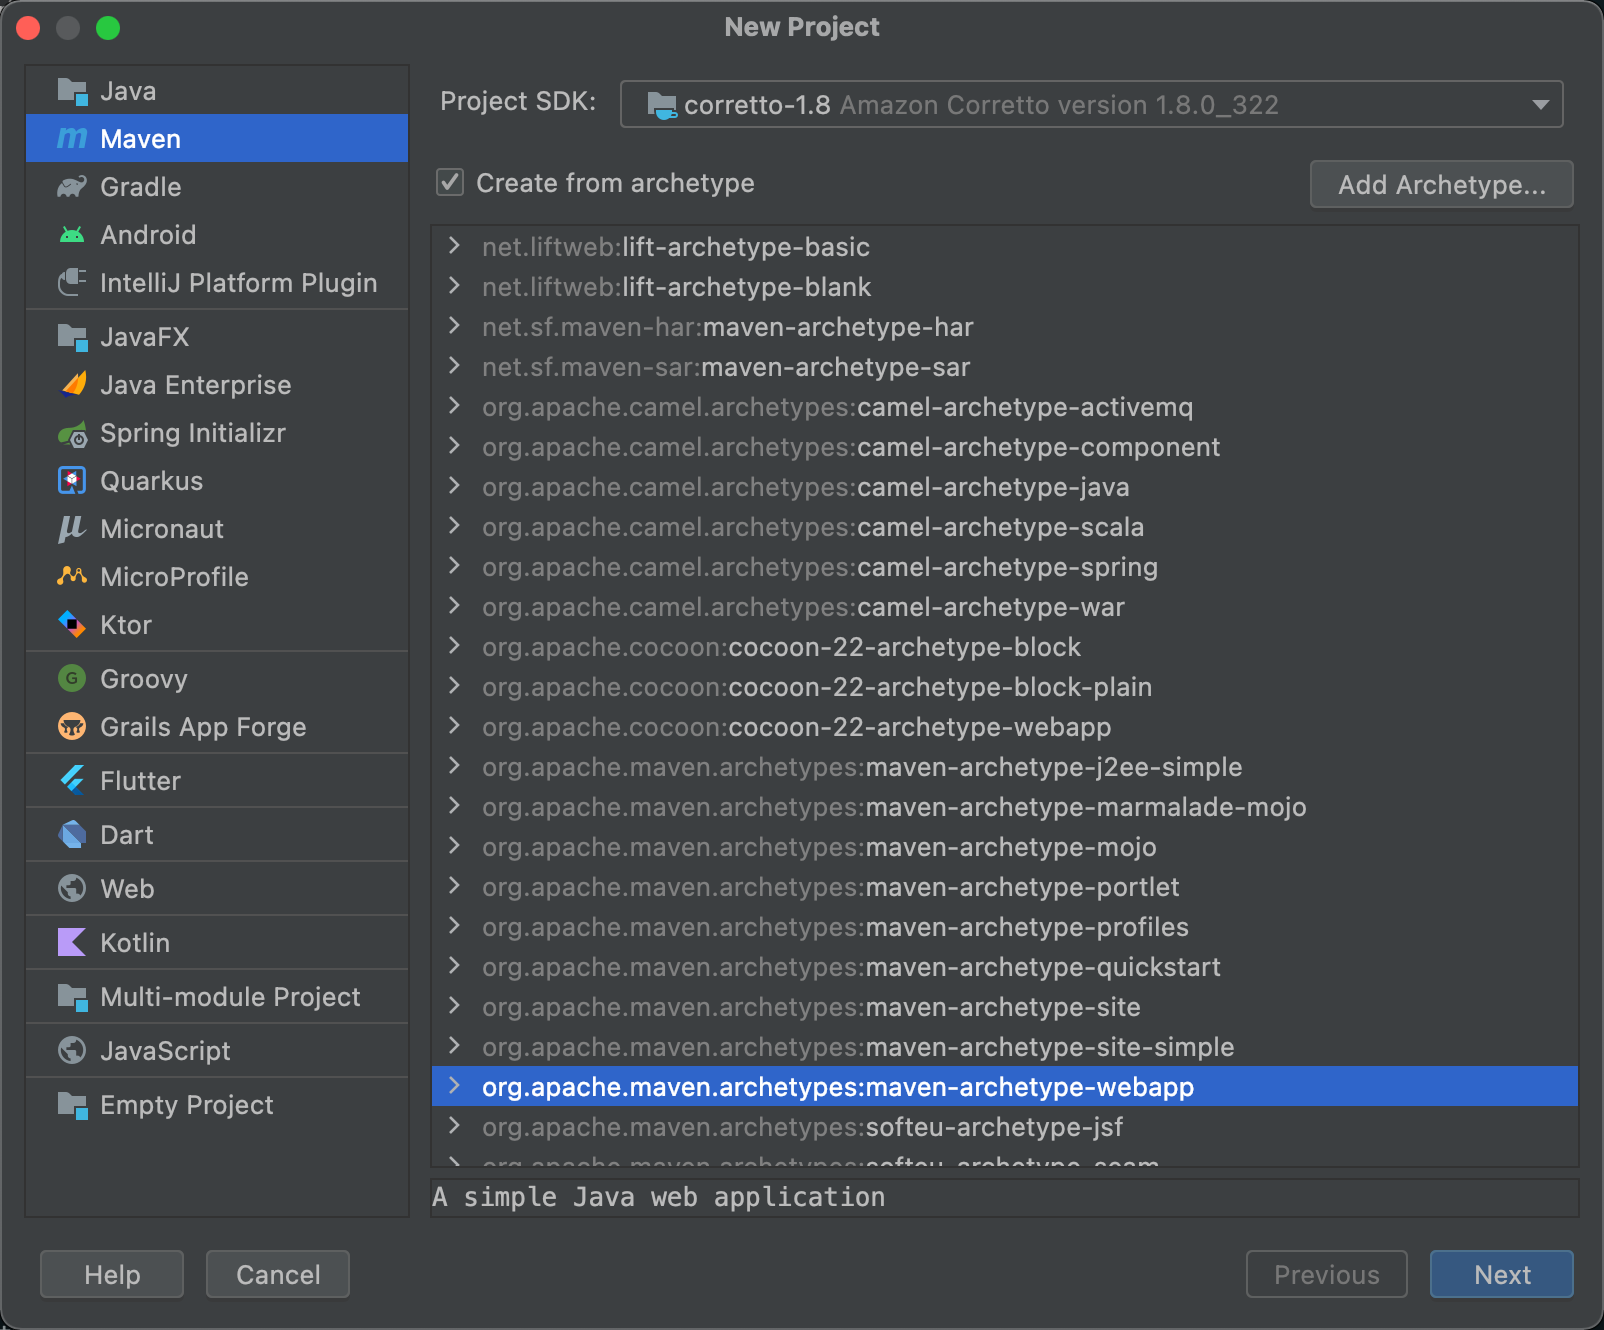 New Project
Java
Maven
Gradle
Android
IntelliJ Platform Plugin
JavaFX
Java Enterprise
Spring Initializr
Quarkus
Micronaut
MicroProfile
Ktor
Groovy
Grails App Forge
Flutter
Dart
Web
Kotlin
Multi-module Project
JavaScript
Empty Project
Project SDK: corretto-1.8 Amazon Corretto version 1.8.0_322
Create from archetype
Add Archetype...
net.liftweb:lift-archetype-basic
net.liftweb:lift-archetype-blank
net.sf.maven-har:maven-archetype-har
net.sf.maven-sar:maven-archetype-sar
org.apache.camel.archetypes:camel-archetype-activemq
org.apache.camel.archetypes:camel-archetype-component
org.apache.camel.archetypes:camel-archetype-java
org.apache.camel.archetypes:camel-archetype-scala
org.apache.camel.archetypes:camel-archetype-spring
org.apache.camel.archetypes:camel-archetype-war
org.apache.cocoon:cocoon-22-archetype-block
org.apache.cocoon:cocoon-22-archetype-block-plain
org.apache.cocoon:cocoon-22-archetype-webapp
org.apache.maven.archetypes:maven-archetype-j2ee-simple
org.apache.maven.archetypes:maven-archetype-marmalade-mojo
org.apache.maven.archetypes:maven-archetype-mojo
org.apache.maven.archetypes:maven-archetype-portlet
org.apache.maven.archetypes:maven-archetype-profiles
org.apache.maven.archetypes:maven-archetype-quickstart
org.apache.maven.archetypes:maven-archetype-site
org.apache.maven.archetypes:maven-archetype-site-simple
org.apache.maven.archetypes:maven-archetype-webapp
org.apache.maven.archetypes:softeu-archetype-jsf
org.apache.maven.archetypes:softeu-archetype-seam
A simple Java web application
Help
Cancel
Previous
Next